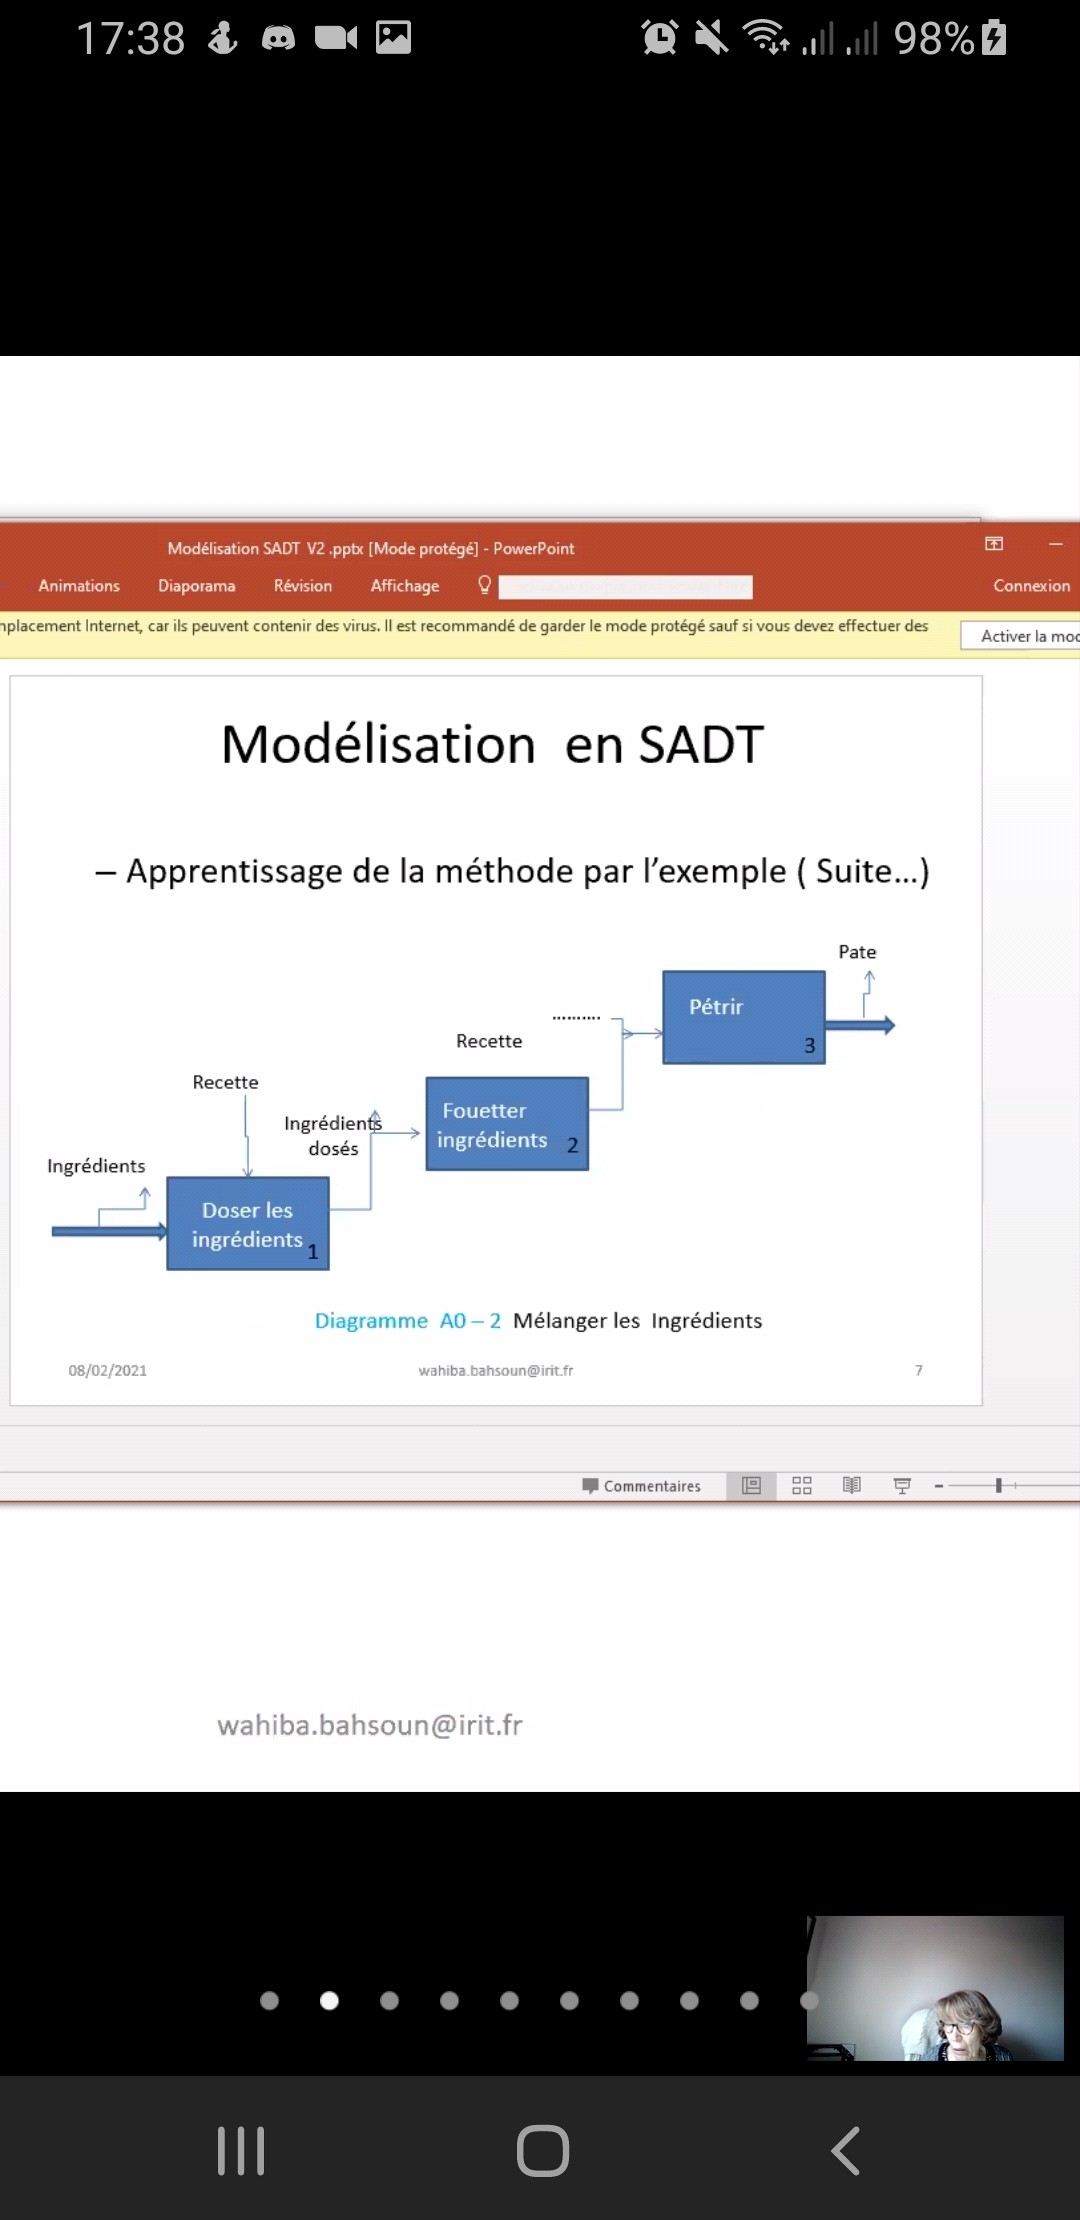 17:38
98%
Modélisation SADT V2 .pptx [Mode protégé] - PowerPoint
Animations Diaporama Révision Affichage Connexion
nplacement Internet, car ils peuvent contenir des virus. Il est recommandé de garder le mode protégé sauf si vous devez effectuer des
Activer la mod
Modélisation en SADT
– Apprentissage de la méthode par l’exemple ( Suite...)
Pate
Pétrir
3
..........
Recette
Fouetter
ingrédients 2
Recette
Ingrédients
dosés
Ingrédients
Doser les
ingrédients 1
Diagramme A0 – 2 Mélanger les Ingrédients
08/02/2021 wahiba.bahsoun@irit.fr 7
Commentaires
wahiba.bahsoun@irit.fr